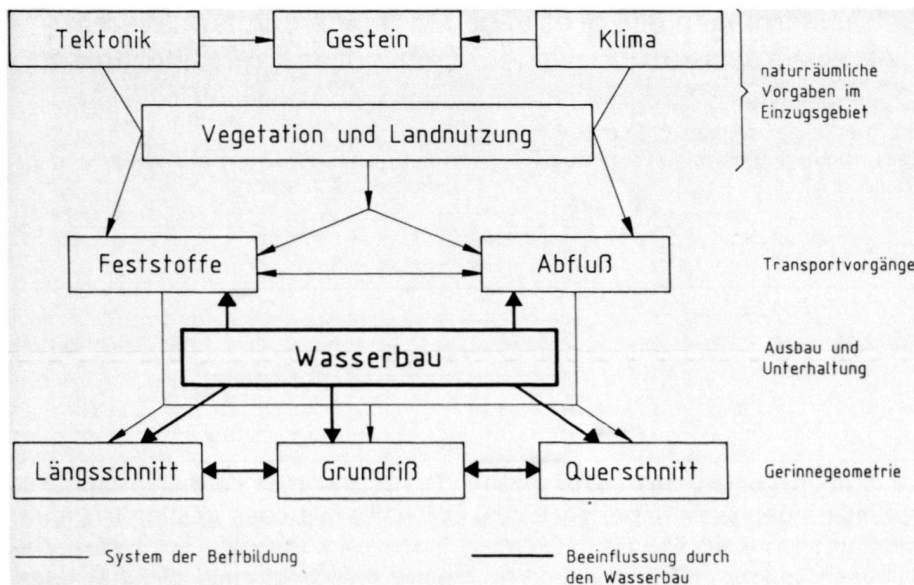 Tektonik
Gestein
Klima
naturräumliche
Vorgaben im
Einzugsgebiet
Vegetation und Landnutzung
Feststoffe
Abfluß
Transportvorgänge
Wasserbau
Ausbau und
Unterhaltung
Längsschnitt
Grundriß
Querschnitt
Gerinnegeometrie
System der Bettbildung
Beeinflussung durch
den Wasserbau